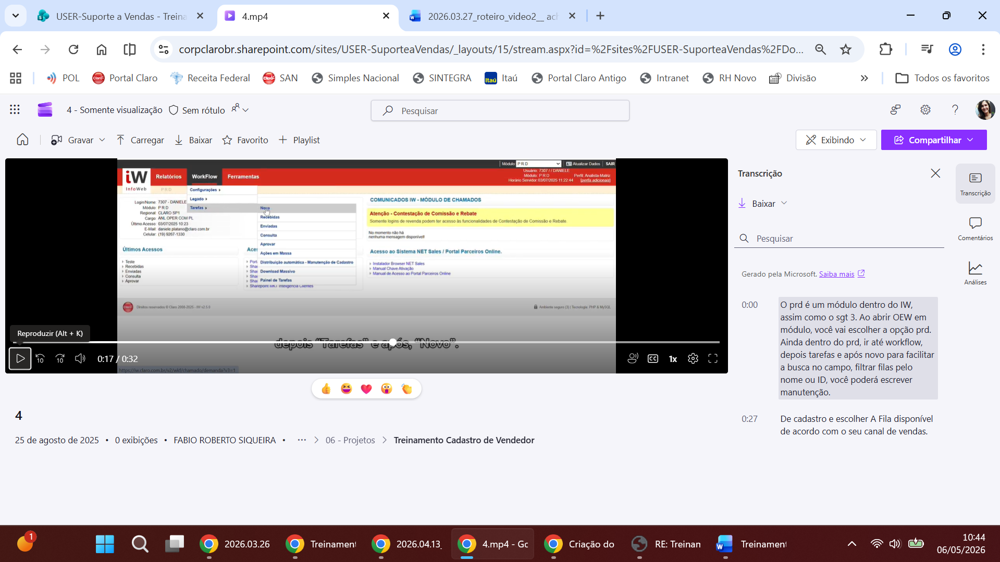 USER-Suporte a Vendas - Treina
4.mp4
2026.03.27_roteiro_video2__ ach
corpclarobr.sharepoint.com/sites/USER-SuporteaVendas/_layouts/15/stream.aspx?id=%2Fsites%2FUSER-SuporteaVendas%2FDo...
POL
Portal Claro
Receita Federal
SAN
Simples Nacional
SINTEGRA
Itaú
Itaú
Portal Claro Antigo
Intranet
RH Novo
Divisão
Todos os favoritos
4 - Somente visualização
Sem rótulo
Pesquisar
Gravar
Carregar
Baixar
Favorito
Playlist
Exibindo
Compartilhar
Módulo: PRD
Atualizar Dados
SAIR
iW
InfoWeb
Relatórios
WorkFlow
Ferramentas
Usuário: 7307 / / DANIELE
Módulo: P R D
Perfil: Analista-Matriz
Horário Servidor: 03/07/2025 11:22:44
[perfis adicionais]
PRD
Configurações
Legado
Tarefas
Login/Nome: 7307 - DANIELE
Módulo: P R D
Regional: CLARO SP1
Cargo: ANL OPER COM PL
Último Acesso: 03/07/2025 10:23
E-Mail: daniele.platano@claro.com.br
Celular: (19) 9267-1330
Nova
Recebidas
Enviadas
Consulta
Aprovar
Ações em Massa
Distribuição automática - Manutenção de Cadastro
Download Massivo
Painel de Tarefas
COMUNICADOS IW - MÓDULO DE CHAMADOS
Atenção - Contestação de Comissão e Rebate
Somente logins de revenda podem ter acesso às funcionalidades de Contestação de Comissão e Rebate.
No momento não há
nenhuma mensagem disponível!
Últimos Acessos
Teste
Recebidas
Enviadas
Consulta
Aprovar
Aces
Port
Sha
Sha
Sha
Sha
Sharepoint MKT Inteligência Clientes
Acesso ao Sistema NET Sales / Portal Parceiros Online.
Instalador Browser NET Sales
Manual Chave Ativação
Manual de Acesso ao Portal Parceiros Online
Direitos reservados © Claro 2008-2025 - IW v2.5.9
Ambiente seguro (3) | Tecnologia: PHP & MySQL
depois “Tarefas” e após, “Novo”.
Reproduzir (Alt + K)
10
10
0:17 / 0:32
CC
1x
https://iw.claro.com.br/v2/wkf/chamado/demanda?v3=1
4
25 de agosto de 2025 • 0 exibições • FABIO ROBERTO SIQUEIRA • ... > 06 - Projetos > Treinamento Cadastro de Vendedor
Transcrição
Baixar
Pesquisar
Gerado pela Microsoft. Saiba mais
0:00
O prd é um módulo dentro do IW,
assim como o sgt 3. Ao abrir OEW em
módulo, você vai escolher a opção prd.
Ainda dentro do prd, ir até workflow,
depois tarefas e após novo para facilitar
a busca no campo, filtrar filas pelo
nome ou ID, você poderá escrever
manutenção.
0:27
De cadastro e escolher A Fila disponível
de acordo com o seu canal de vendas.
Transcrição
Comentários
Análises
1
2026.03.26
Treinament
2026.04.13_
4.mp4 - Go
Criação do
RE: Treinan
Treinament
10:44
06/05/2026